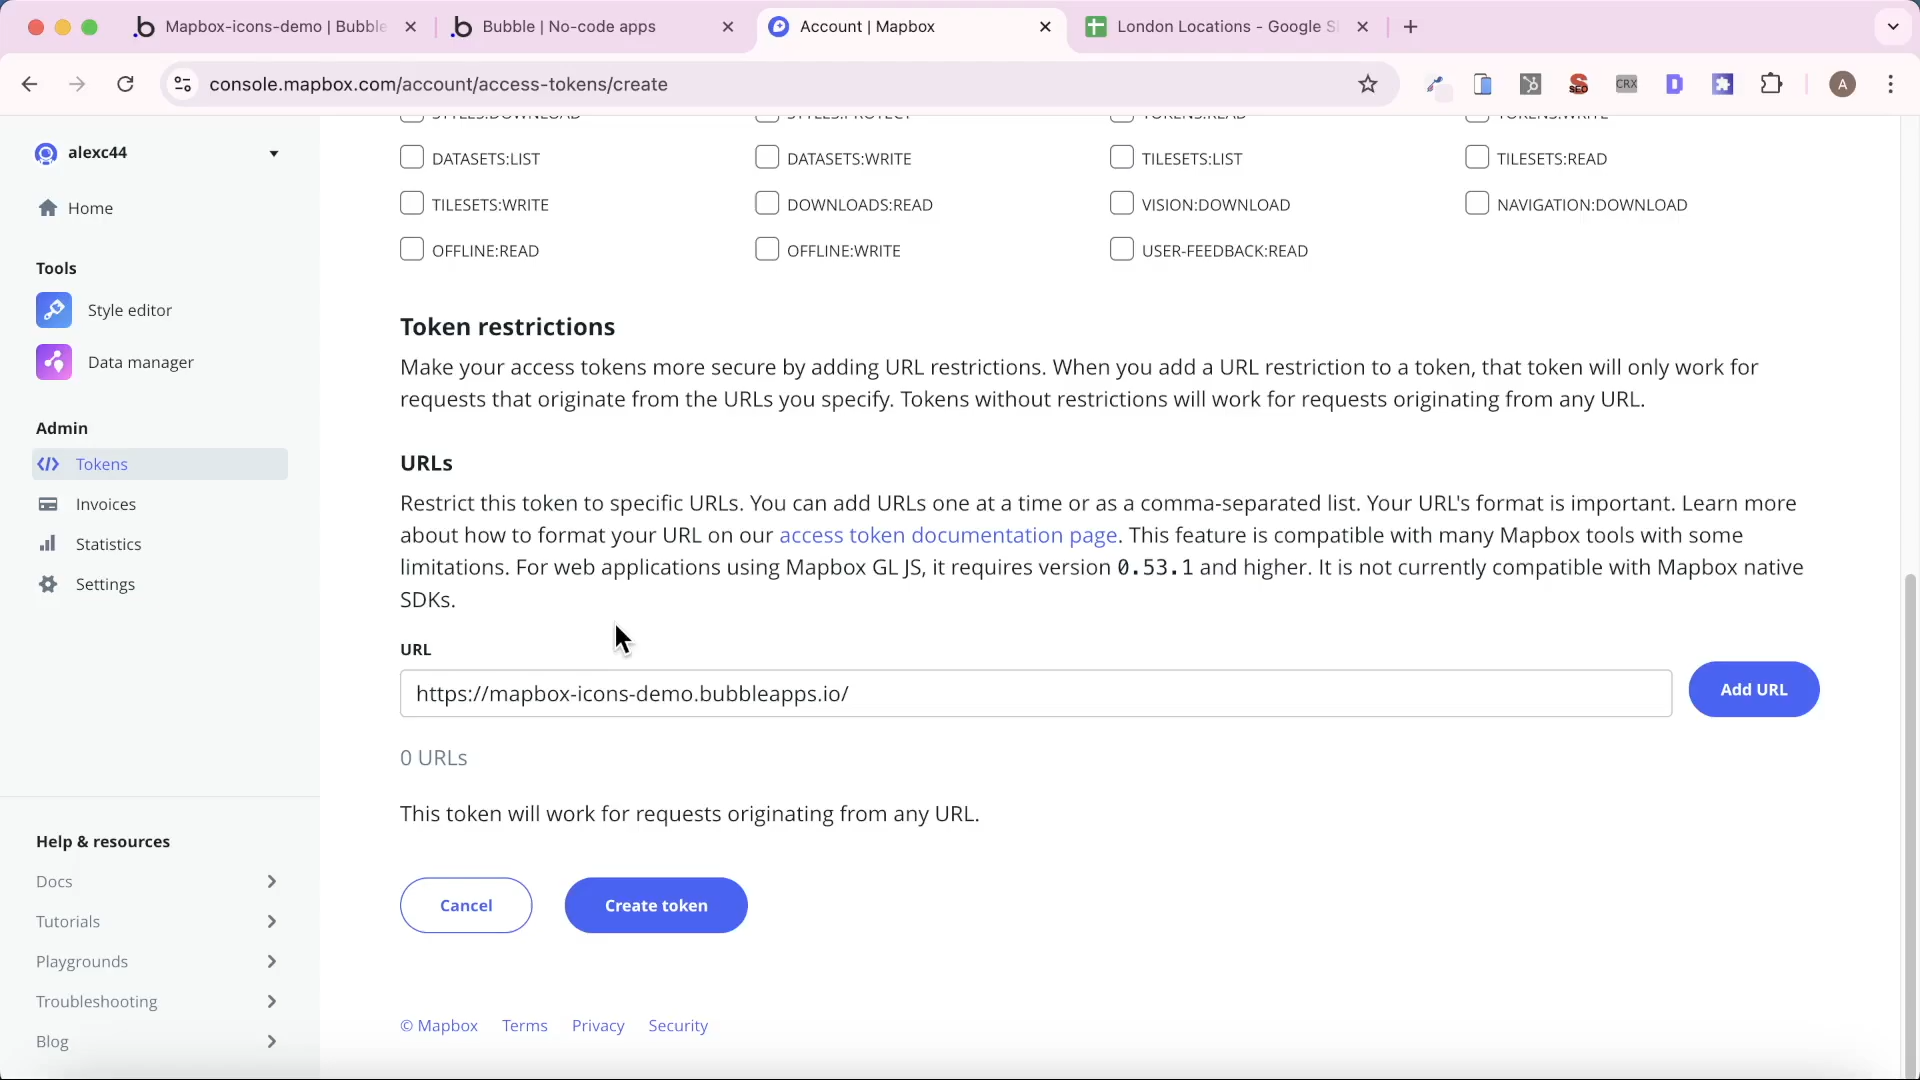 Mapbox-icons-demo | Bubble
Bubble | No-code apps
Account | Mapbox
London Locations - Google S
console.mapbox.com/account/access-tokens/create
CRX
A
alexc44
Home
Tools
Style editor
Data manager
Admin
Tokens
Invoices
Statistics
Settings
Help & resources
Docs
Tutorials
Playgrounds
Troubleshooting
Blog
STYLES:DOWNLOAD STYLES:PROTECT TOKENS:READ TOKENS:WRITE
DATASETS:LIST DATASETS:WRITE TILESETS:LIST TILESETS:READ
TILESETS:WRITE DOWNLOADS:READ VISION:DOWNLOAD NAVIGATION:DOWNLOAD
OFFLINE:READ OFFLINE:WRITE USER-FEEDBACK:READ
Token restrictions
Make your access tokens more secure by adding URL restrictions. When you add a URL restriction to a token, that token will only work for
requests that originate from the URLs you specify. Tokens without restrictions will work for requests originating from any URL.
URLs
Restrict this token to specific URLs. You can add URLs one at a time or as a comma-separated list. Your URL's format is important. Learn more
about how to format your URL on our access token documentation page. This feature is compatible with many Mapbox tools with some
limitations. For web applications using Mapbox GL JS, it requires version 0.53.1 and higher. It is not currently compatible with Mapbox native
SDKs.
URL
https://mapbox-icons-demo.bubbleapps.io/
Add URL
0 URLs
This token will work for requests originating from any URL.
Cancel
Create token
© Mapbox Terms Privacy Security